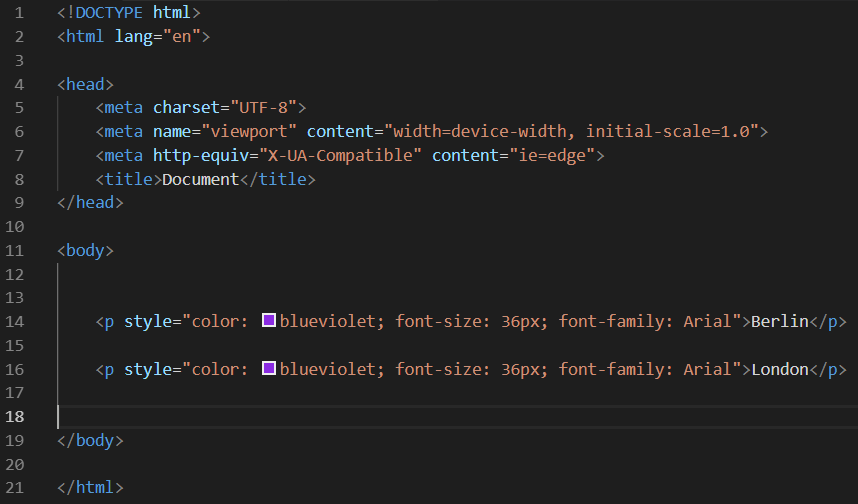 1 <!DOCTYPE html>
2 <html lang="en">
3
4 <head>
5     <meta charset="UTF-8">
6     <meta name="viewport" content="width=device-width, initial-scale=1.0">
7     <meta http-equiv="X-UA-Compatible" content="ie=edge">
8     <title>Document</title>
9 </head>
10
11 <body>
12
13
14     <p style="color: blueviolet; font-size: 36px; font-family: Arial">Berlin</p>
15
16     <p style="color: blueviolet; font-size: 36px; font-family: Arial">London</p>
17
18
19 </body>
20
21 </html>